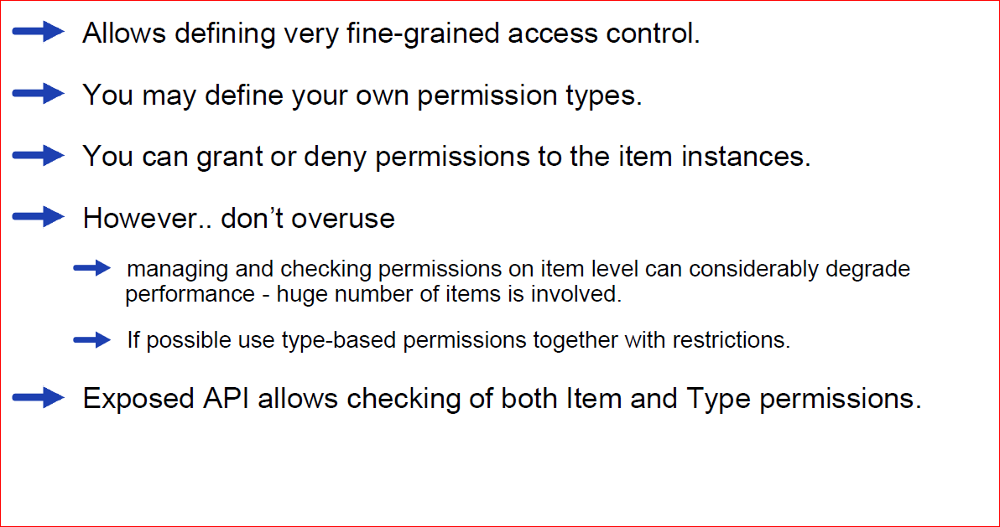 Allows defining very fine-grained access control.
You may define your own permission types.
You can grant or deny permissions to the item instances.
However.. don’t overuse
managing and checking permissions on item level can considerably degrade
performance - huge number of items is involved.
If possible use type-based permissions together with restrictions.
Exposed API allows checking of both Item and Type permissions.